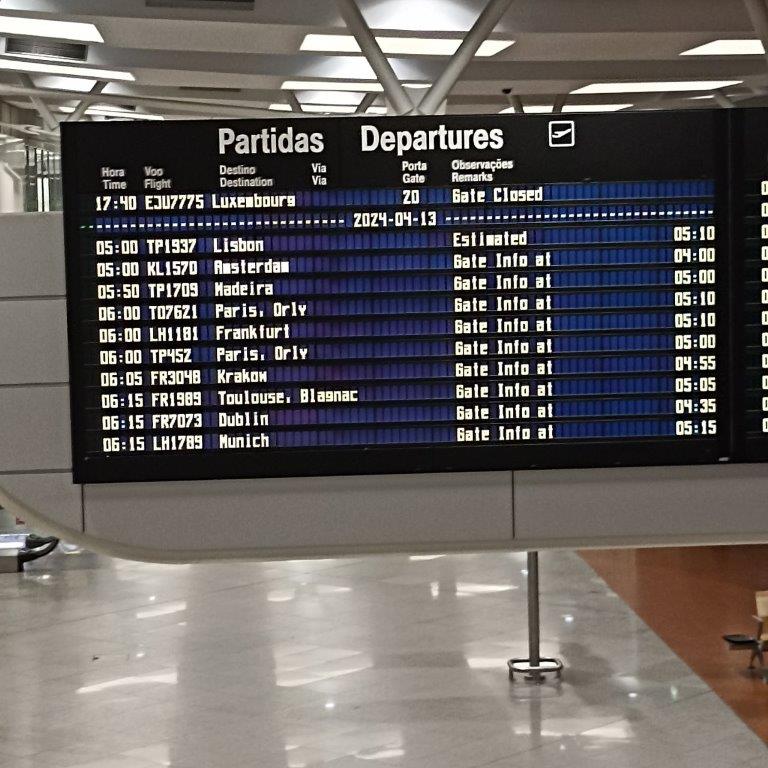 Partidas Departures
Hora Voo Destino Via Porta Observações
Time Flight Destination Via Gate Remarks
17:40 EJU7775 Luxembourg 20 Gate Closed
2024-04-13
05:00 TP1937 Lisbon Estimated 05:10
05:00 KL1570 Amsterdam Gate Info at 04:00
05:50 TP1709 Madeira Gate Info at 05:00
06:00 TO7621 Paris, Orly Gate Info at 05:10
06:00 LH1181 Frankfurt Gate Info at 05:10
06:00 TP452 Paris, Orly Gate Info at 05:00
06:05 FR3048 Krakow Gate Info at 04:55
06:15 FR1989 Toulouse, Blagnac Gate Info at 05:05
06:15 FR7073 Dublin Gate Info at 04:35
06:15 LH1789 Munich Gate Info at 05:15